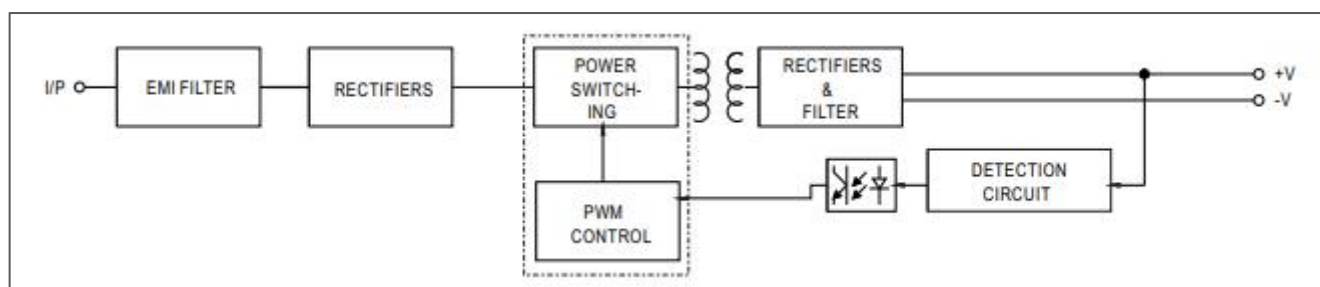 I/P
EMI FILTER
RECTIFIERS
POWER
SWITCH-
ING
RECTIFIERS
&
FILTER
+V
-V
DETECTION
CIRCUIT
PWM
CONTROL